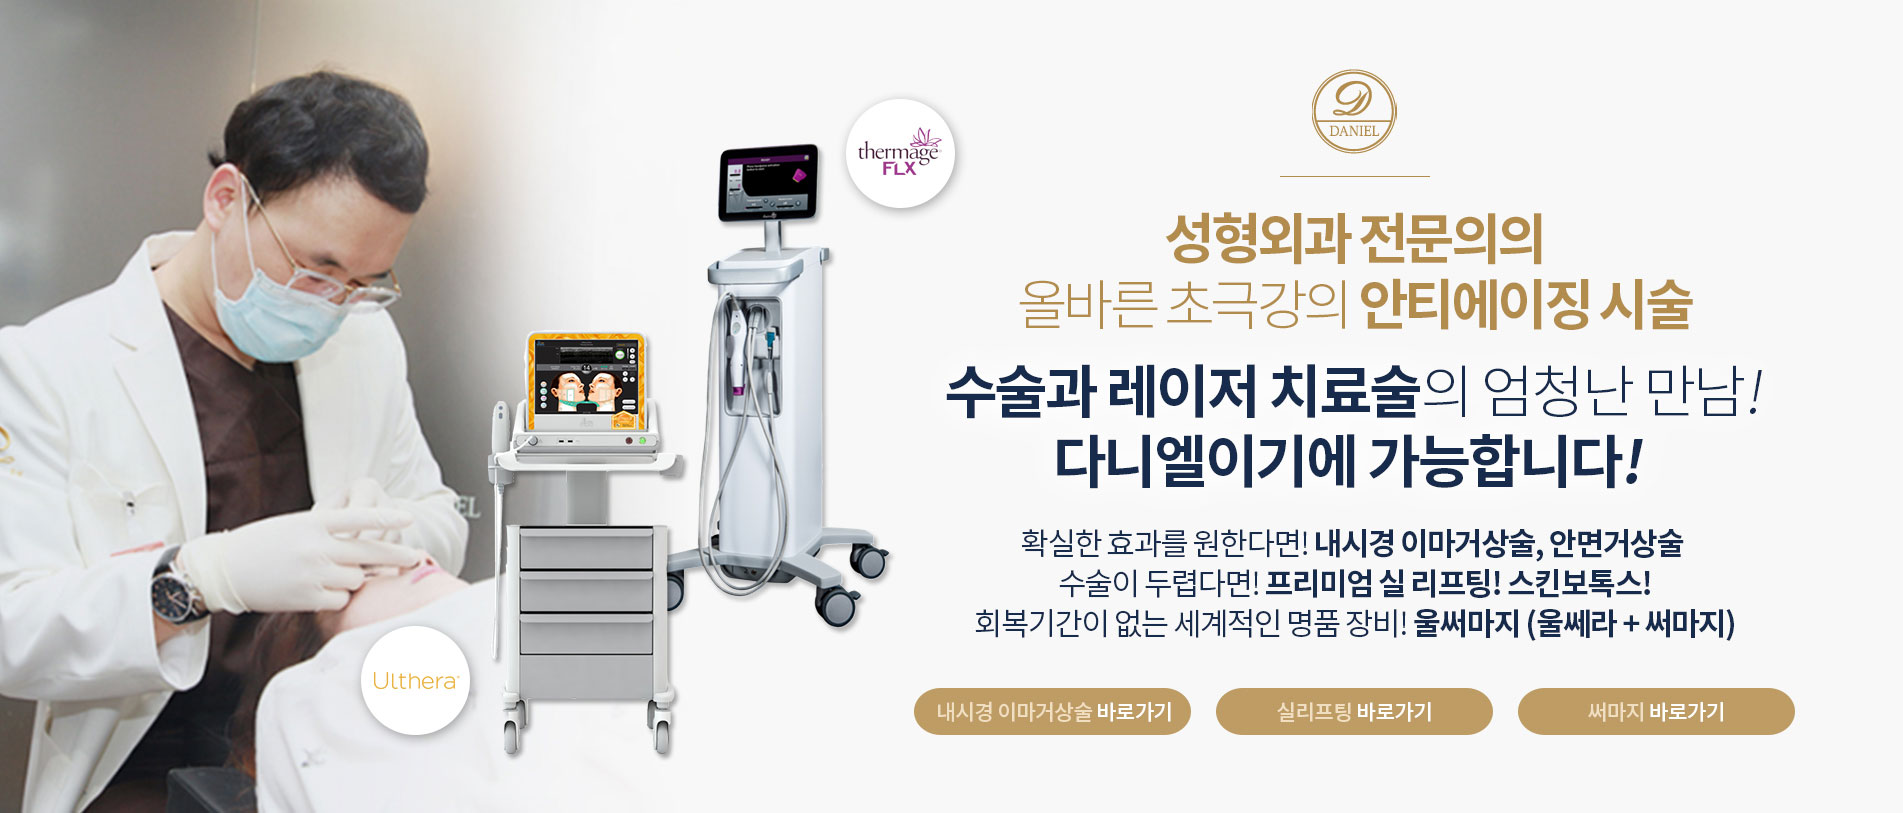 DANIEL
thermage
FLX
성형외과 전문의의
올바른 초극강의 안티에이징 시술
수술과 레이저 치료술의 엄청난 만남!
다니엘이기에 가능합니다!
확실한 효과를 원한다면! 내시경 이마거상술, 안면거상술
수술이 두렵다면! 프리미엄 실 리프팅! 스킨보톡스!
회복기간이 없는 세계적인 명품 장비! 울써마지 (울쎄라 + 써마지)
Ulthera
내시경 이마거상술 바로가기
실리프팅 바로가기
써마지 바로가기